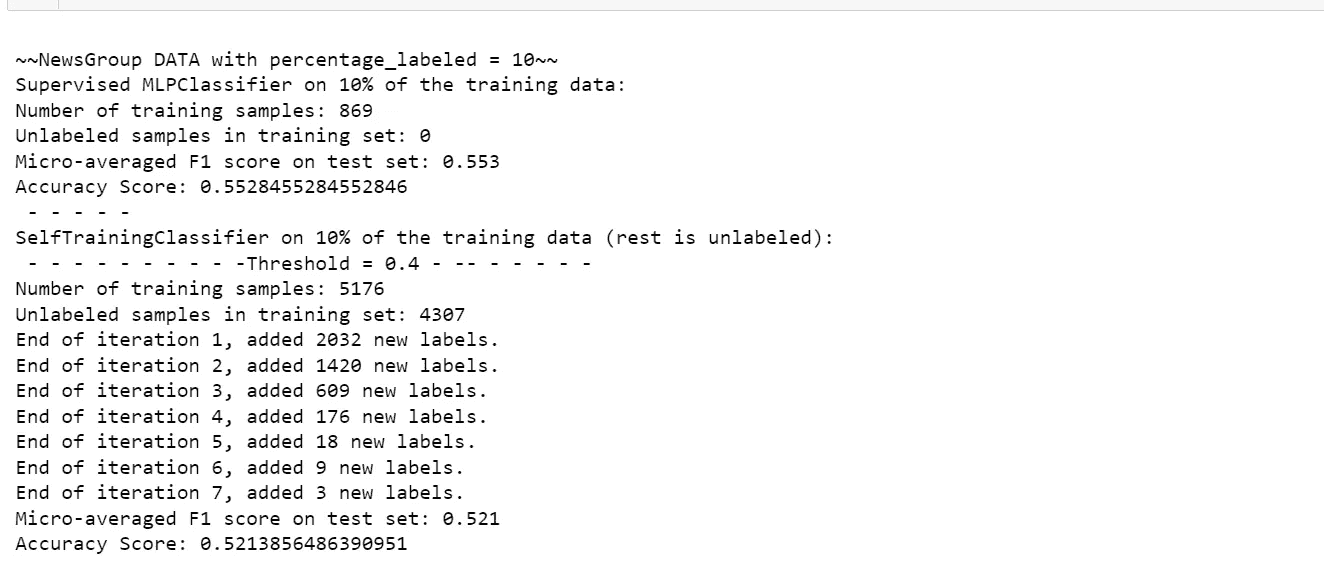 ~~NewsGroup DATA with percentage_labeled = 10~~
Supervised MLPClassifier on 10% of the training data:
Number of training samples: 869
Unlabeled samples in training set: 0
Micro-averaged F1 score on test set: 0.553
Accuracy Score: 0.5528455284552846
- - - - -
SelfTrainingClassifier on 10% of the training data (rest is unlabeled):
- - - - - - - - - -Threshold = 0.4 - -- - - - - -
Number of training samples: 5176
Unlabeled samples in training set: 4307
End of iteration 1, added 2032 new labels.
End of iteration 2, added 1420 new labels.
End of iteration 3, added 609 new labels.
End of iteration 4, added 176 new labels.
End of iteration 5, added 18 new labels.
End of iteration 6, added 9 new labels.
End of iteration 7, added 3 new labels.
Micro-averaged F1 score on test set: 0.521
Accuracy Score: 0.5213856486390951